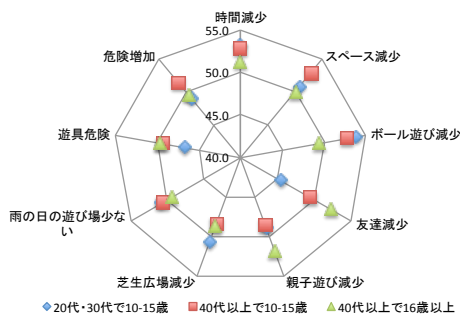 時間減少
55.0
危険増加
スペース減少
50.0
45.0
遊具危険
ボール遊び減少
40.0
雨の日の遊び場少な
い
友達減少
芝生広場減少
親子遊び減少
20代・30代で10-15歳
40代以上で10-15歳
40代以上で16歳以上